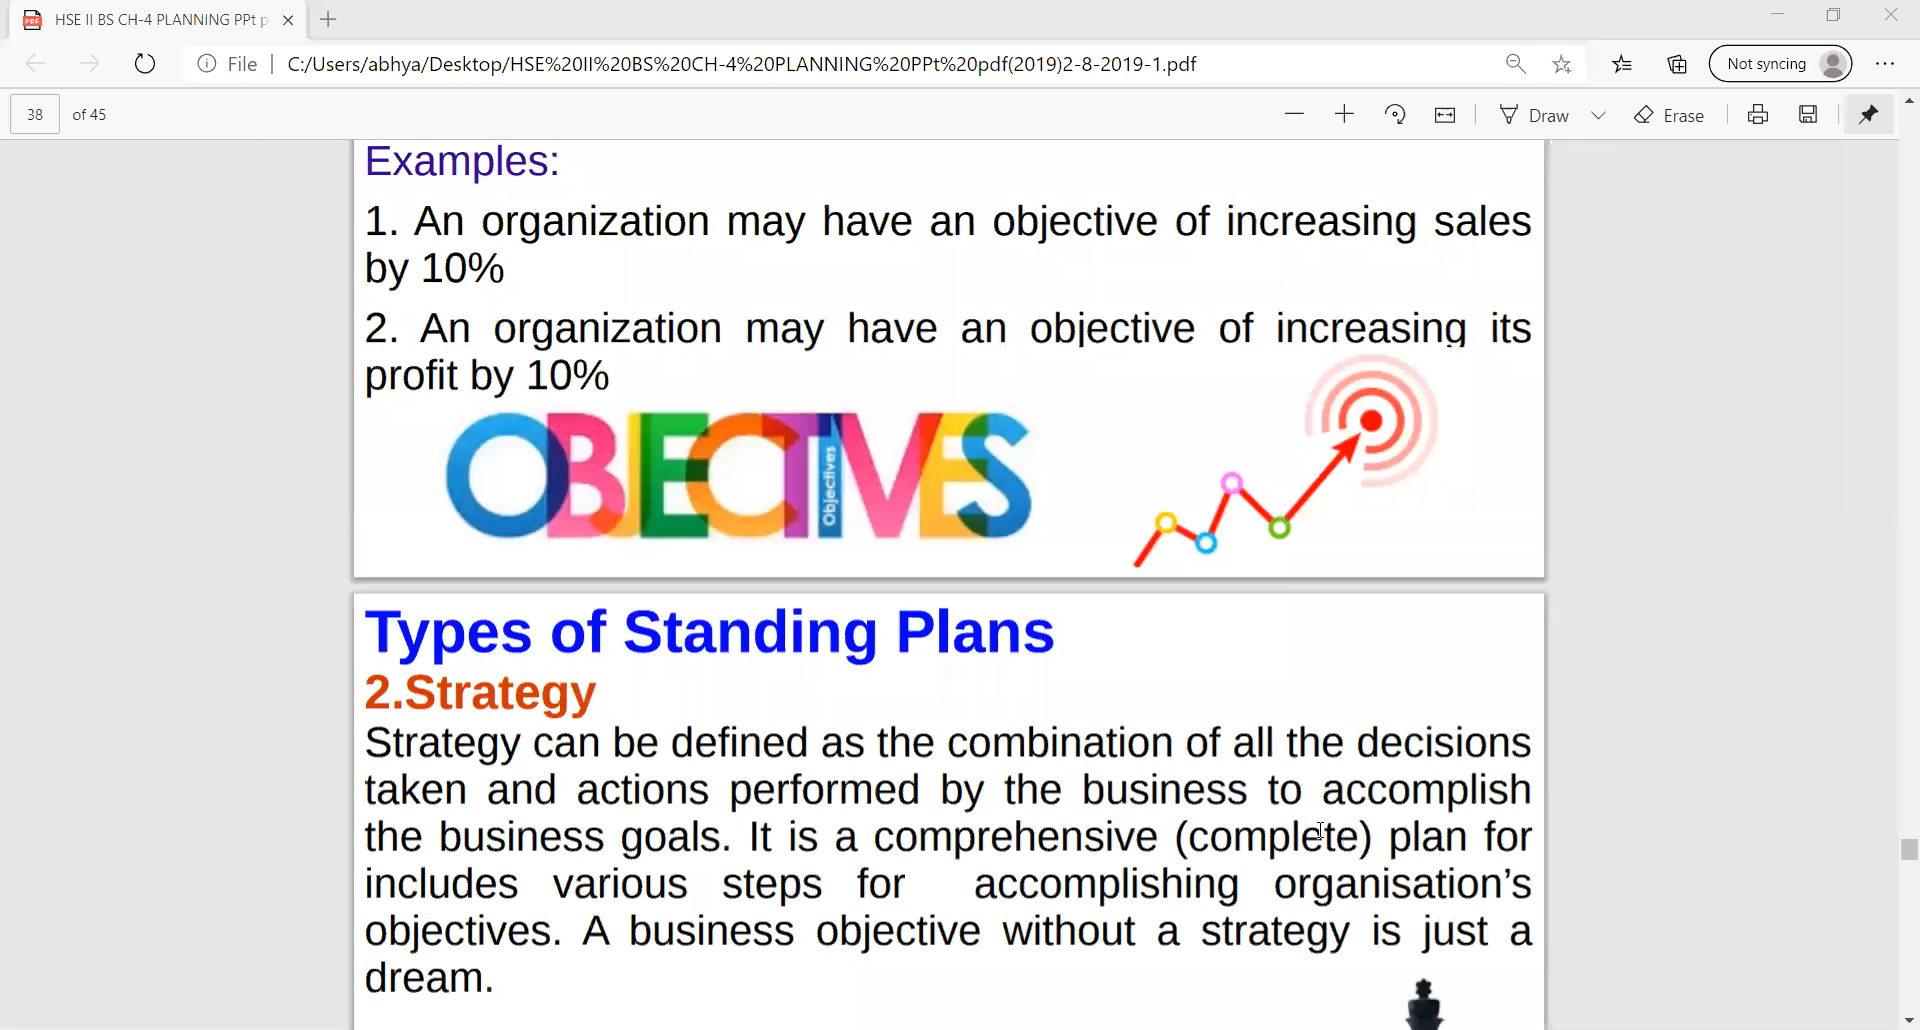 HSE II BS CH-4 PLANNING PPt p
File | C:/Users/abhya/Desktop/HSE%20II%20BS%20CH-4%20PLANNING%20PPt%20pdf(2019)2-8-2019-1.pdf
Not syncing
38 of 45
Draw
Erase
Examples:
1. An organization may have an objective of increasing sales
by 10%
2. An organization may have an objective of increasing its
profit by 10%
OBJECTIVES
Objectives
Types of Standing Plans
2.Strategy
Strategy can be defined as the combination of all the decisions
taken and actions performed by the business to accomplish
the business goals. It is a comprehensive (complete) plan for
includes various steps for accomplishing organisation's
objectives. A business objective without a strategy is just a
dream.